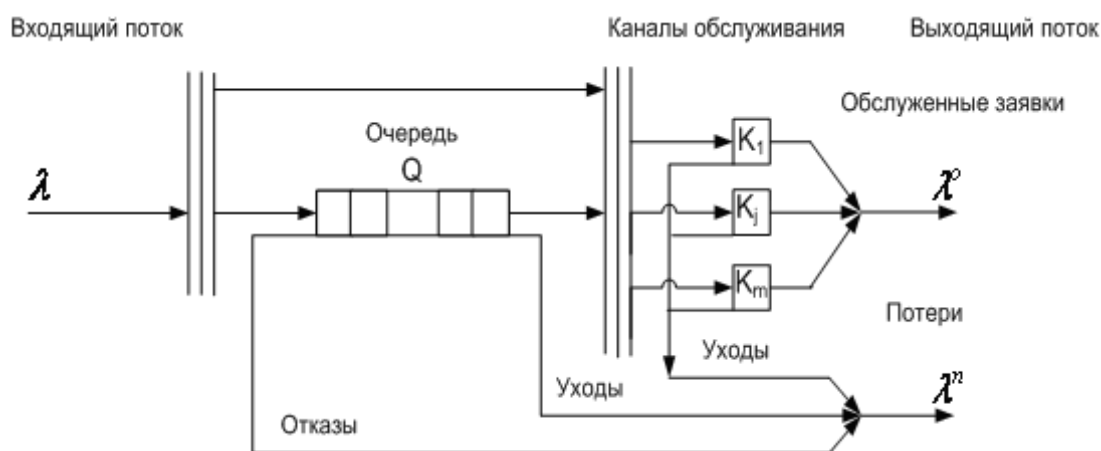 Входящий поток
Каналы обслуживания
Выходящий поток
Обслуженные заявки
Очередь
Q
λ
K₁
Kⱼ
Kₘ
λᵒ
Потери
Уходы
Уходы
λⁿ
Отказы